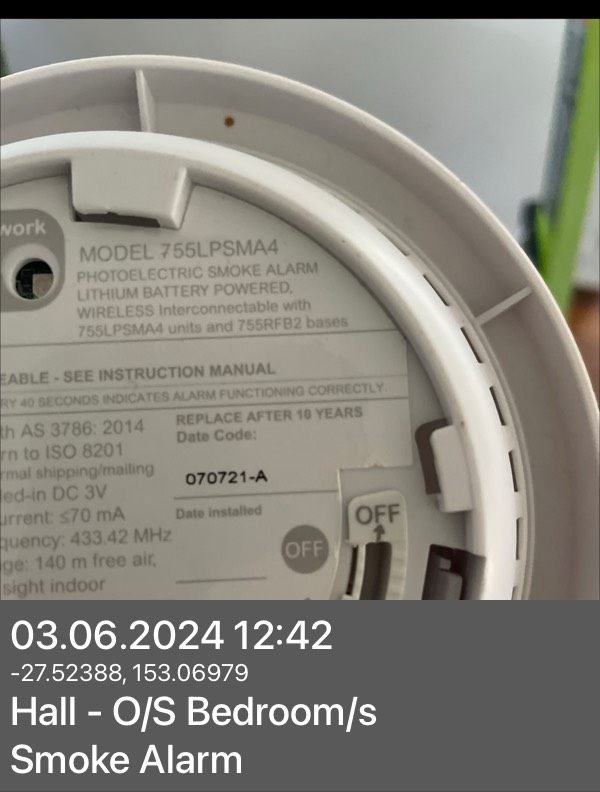 work
MODEL 755LPSMA4
PHOTOELECTRIC SMOKE ALARM
LITHIUM BATTERY POWERED,
WIRELESS Interconnectable with
755LPSMA4 units and 755RFB2 bases
EABLE - SEE INSTRUCTION MANUAL
RY 40 SECONDS INDICATES ALARM FUNCTIONING CORRECTLY.
th AS 3786: 2014
rn to ISO 8201
rmal shipping/mailing
led-in DC 3V
urrent: ≤70 mA
quency: 433.42 MHz
ge: 140 m free air,
sight indoor
REPLACE AFTER 10 YEARS
Date Code:
070721-A
Date installed
OFF
OFF
03.06.2024 12:42
-27.52388, 153.06979
Hall - O/S Bedroom/s
Smoke Alarm